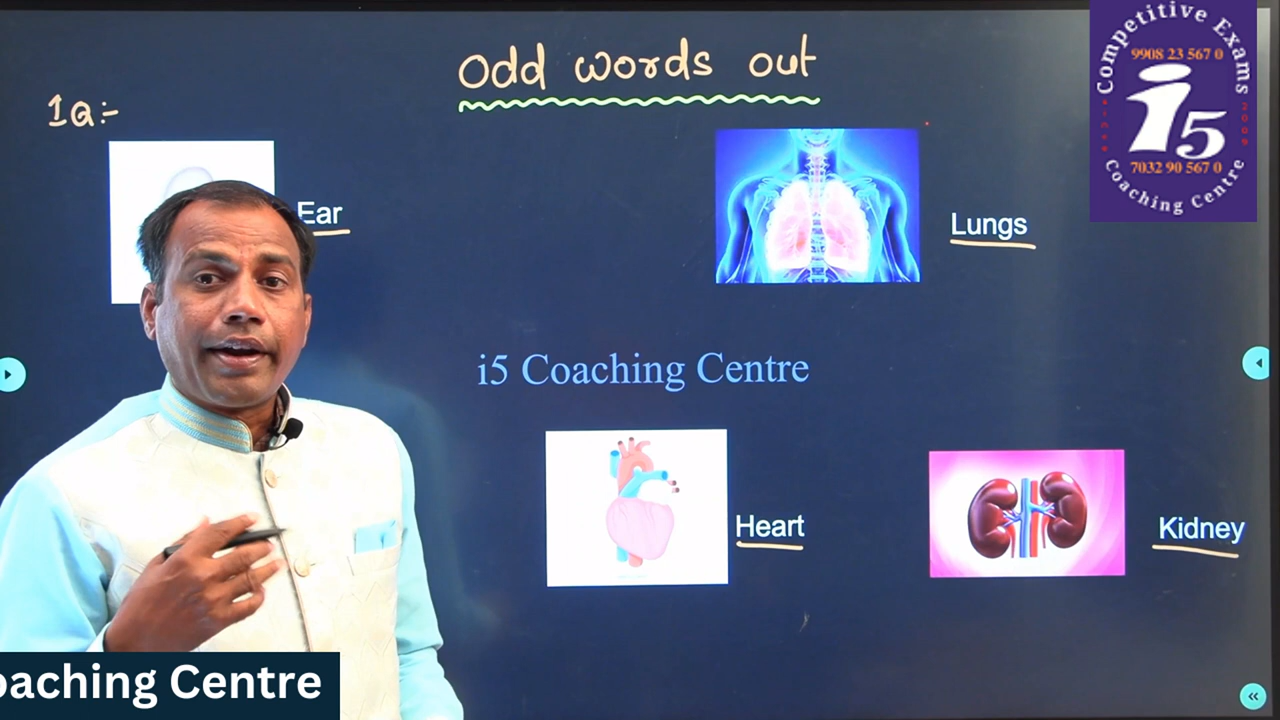 Odd words out
1Q:-
Ear
Lungs
i5 Coaching Centre
Heart
Kidney
Competitive Exams
9908 23 567 0
i5
7032 90 567 0
Coaching Centre
oaching Centre